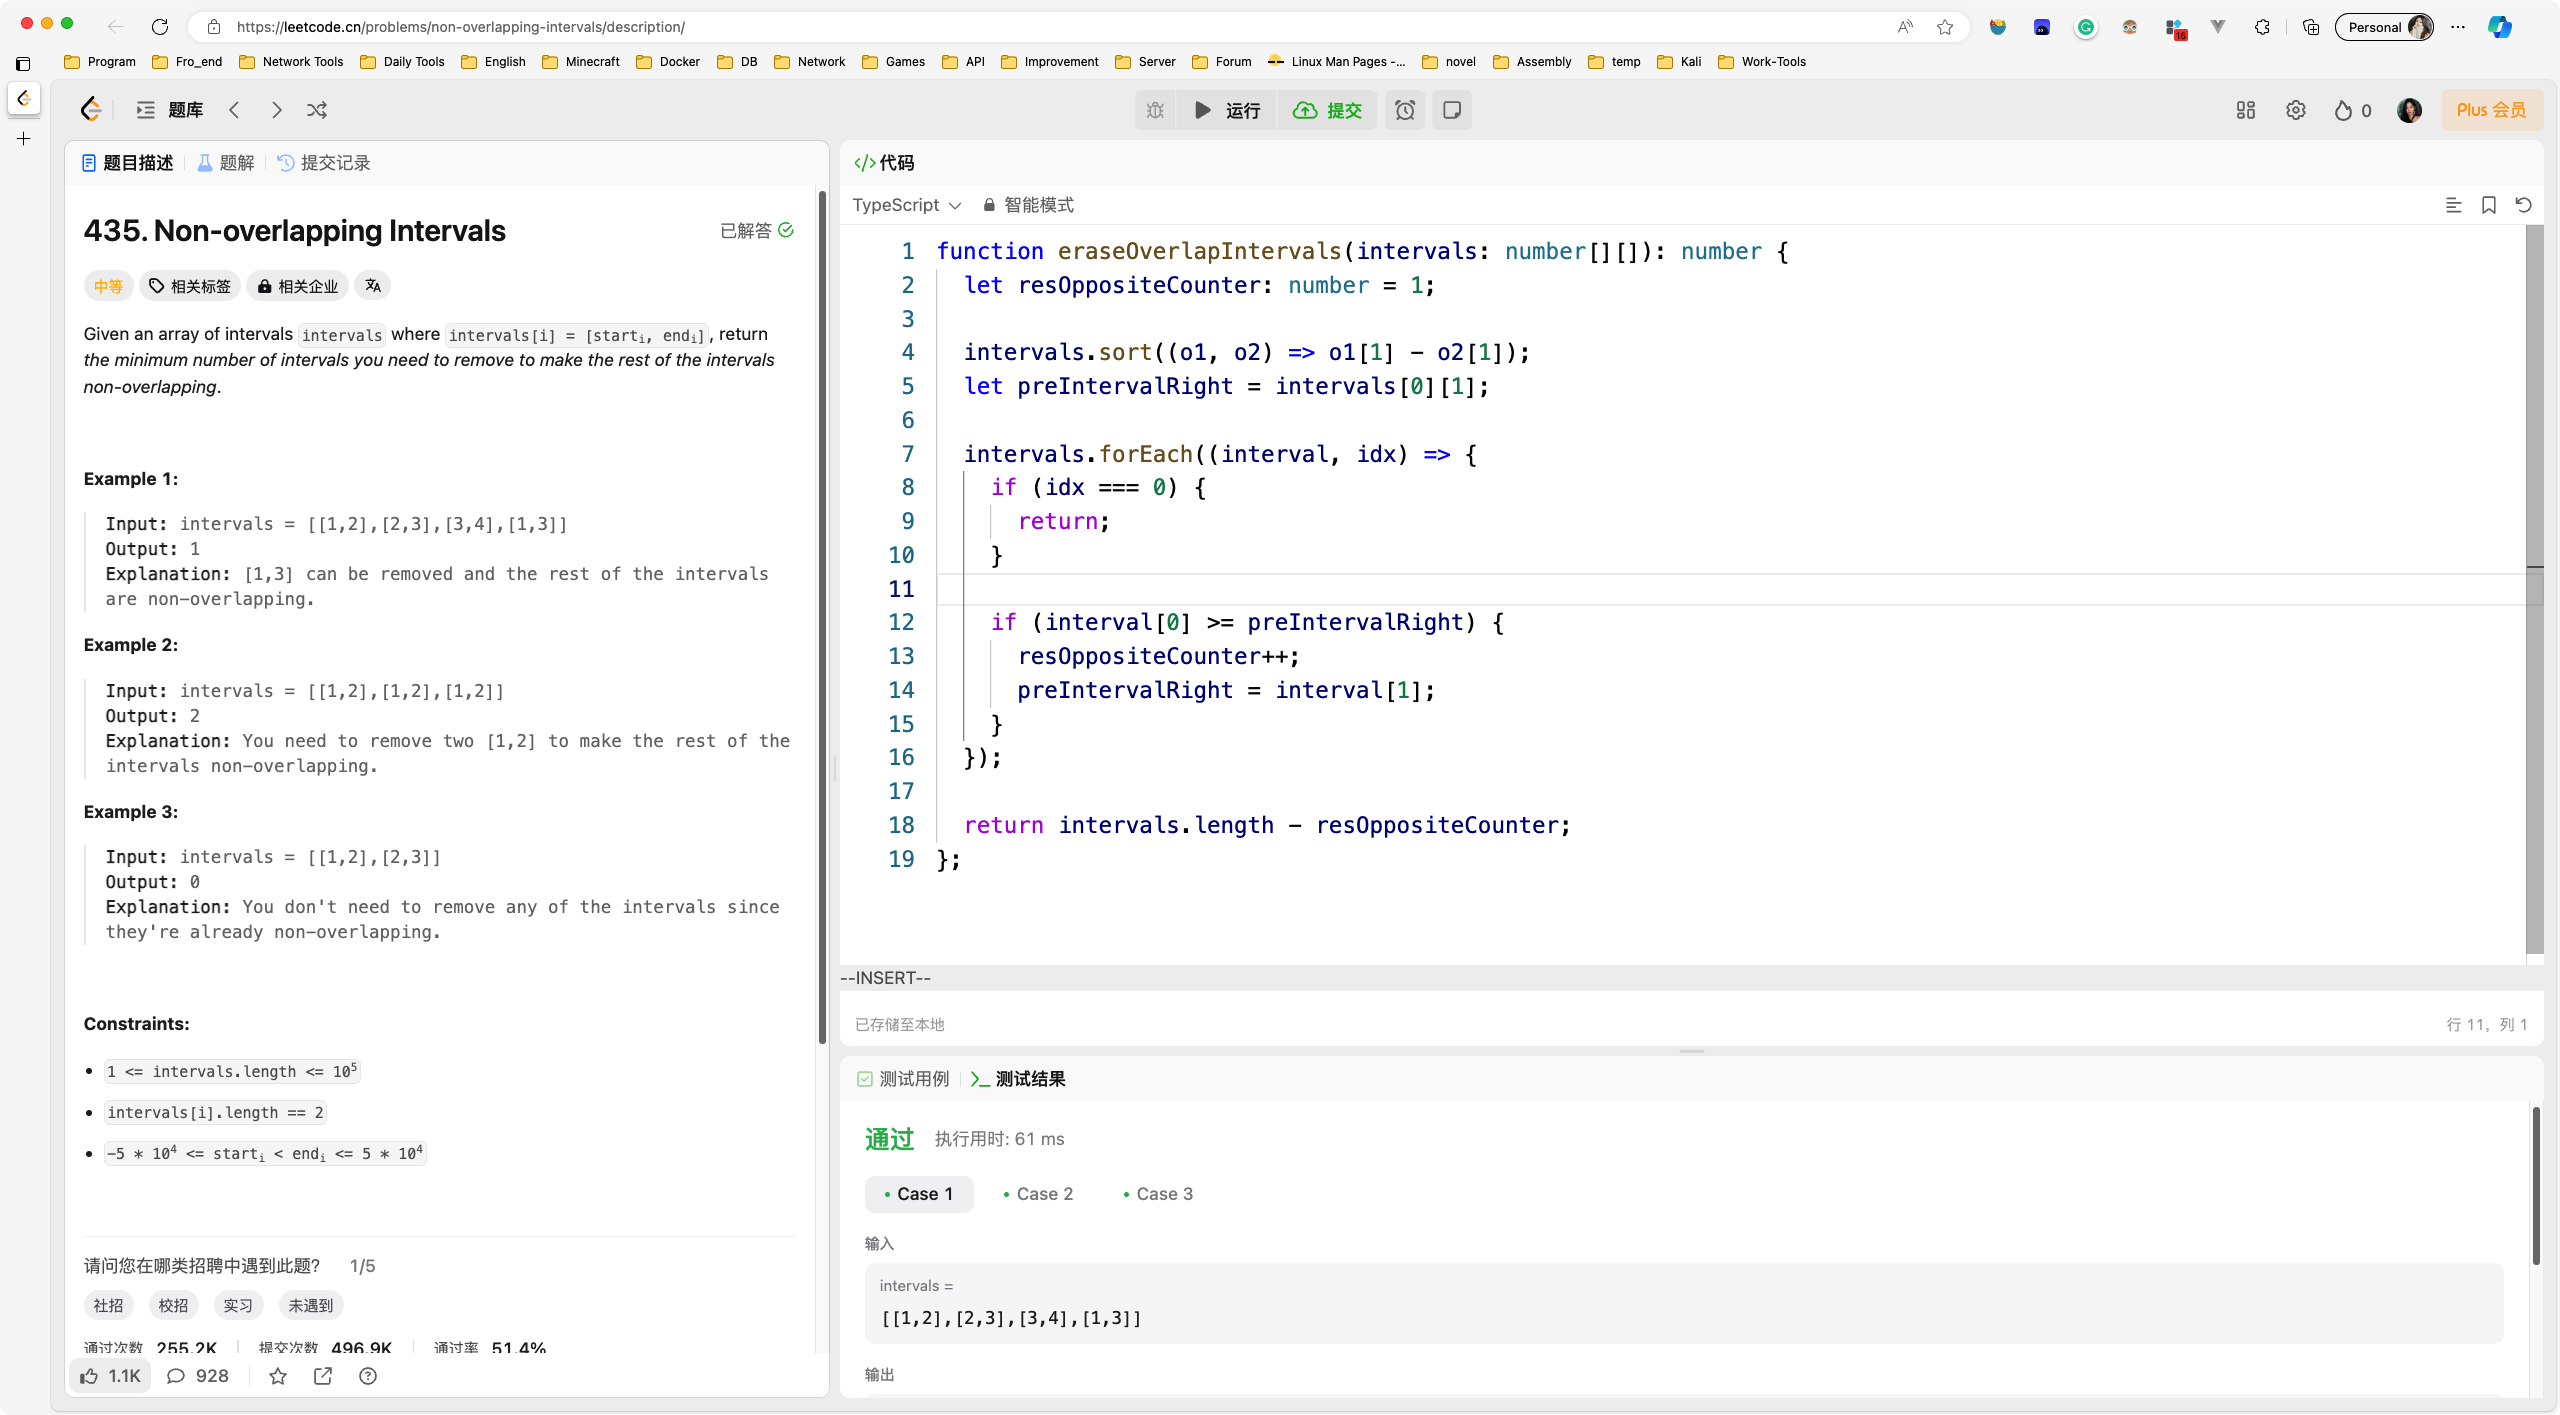 https://leetcode.cn/problems/non-overlapping-intervals/description/
Personal
16
Program Fro_end Network Tools Daily Tools English Minecraft Docker DB Network Games API Improvement Server Forum Linux Man Pages -... novel Assembly temp Kali Work-Tools
题库 运行 提交 0 Plus 会员
题目描述 题解 提交记录
435. Non-overlapping Intervals 已解答
中等 相关标签 相关企业
Given an array of intervals intervals where intervals[i] = [starti, endi], return
the minimum number of intervals you need to remove to make the rest of the intervals
non-overlapping.
Example 1:
Input: intervals = [[1,2],[2,3],[3,4],[1,3]]
Output: 1
Explanation: [1,3] can be removed and the rest of the intervals
are non-overlapping.
Example 2:
Input: intervals = [[1,2],[1,2],[1,2]]
Output: 2
Explanation: You need to remove two [1,2] to make the rest of the
intervals non-overlapping.
Example 3:
Input: intervals = [[1,2],[2,3]]
Output: 0
Explanation: You don't need to remove any of the intervals since
they're already non-overlapping.
Constraints:
1 <= intervals.length <= 10^5
intervals[i].length == 2
-5 * 10^4 <= starti < endi <= 5 * 10^4
请问您在哪类招聘中遇到此题? 1/5
社招 校招 实习 未遇到
通过次数 255.2K 提交次数 496.9K 通过率 51.4%
1.1K 928
代码
TypeScript 智能模式
1 function eraseOverlapIntervals(intervals: number[][]): number {
2 let resOppositeCounter: number = 1;
3
4 intervals.sort((o1, o2) => o1[1] - o2[1]);
5 let preIntervalRight = intervals[0][1];
6
7 intervals.forEach((interval, idx) => {
8 if (idx === 0) {
9 return;
10 }
11
12 if (interval[0] >= preIntervalRight) {
13 resOppositeCounter++;
14 preIntervalRight = interval[1];
15 }
16 });
17
18 return intervals.length - resOppositeCounter;
19 };
--INSERT--
已存储至本地 行 11, 列 1
测试用例 测试结果
通过 执行用时: 61 ms
Case 1 Case 2 Case 3
输入
intervals =
[[1,2],[2,3],[3,4],[1,3]]
输出